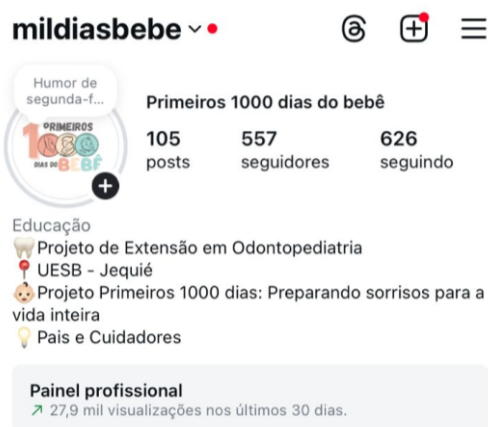 mildiasbebe
Humor de
segunda-f...
PRIMEIROS
1000
DIAS DO BEBÊ
Primeiros 1000 dias do bebê
105 557 626
posts seguidores seguindo
Educação
🦷Projeto de Extensão em Odontopediatria
📍UESB - Jequié
👶🏻Projeto Primeiros 1000 dias: Preparando sorrisos para a
vida inteira
💡Pais e Cuidadores
Painel profissional
27,9 mil visualizações nos últimos 30 dias.